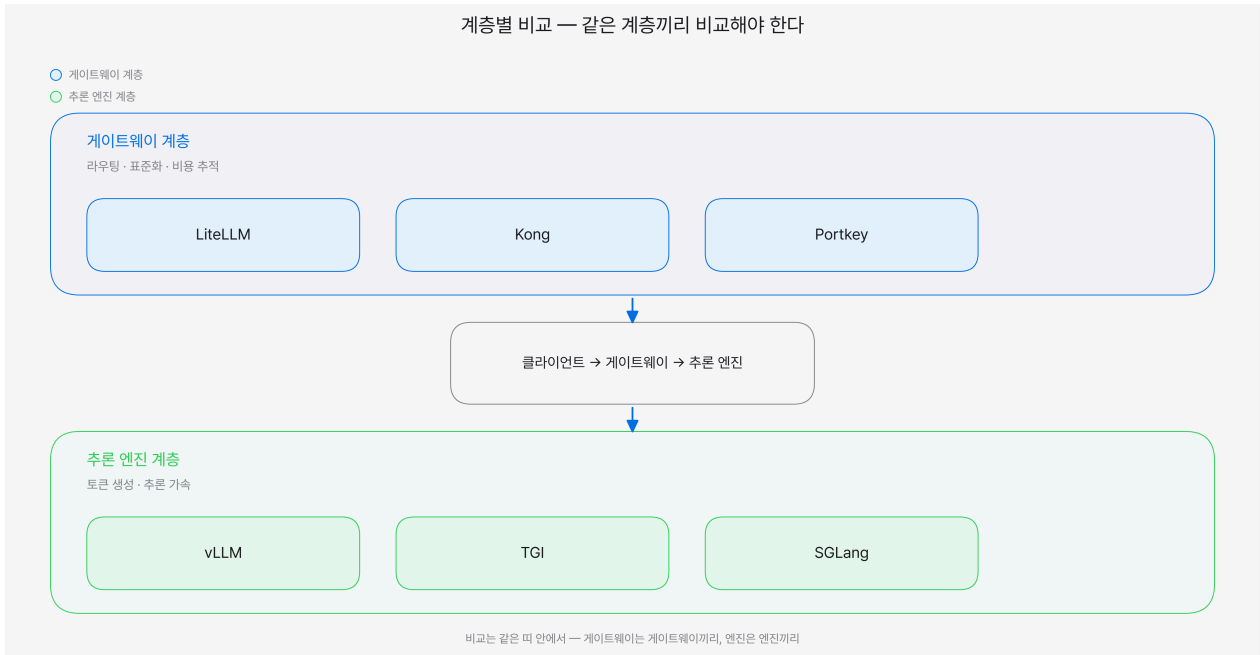 계층별 비교 — 같은 계층끼리 비교해야 한다
게이트웨이 계층
추론 엔진 계층
게이트웨이 계층
라우팅 · 표준화 · 비용 추적
LiteLLM
Kong
Portkey
클라이언트 → 게이트웨이 → 추론 엔진
추론 엔진 계층
토큰 생성 · 추론 가속
vLLM
TGI
SGLang
비교는 같은 띠 안에서 — 게이트웨이는 게이트웨이끼리, 엔진은 엔진끼리